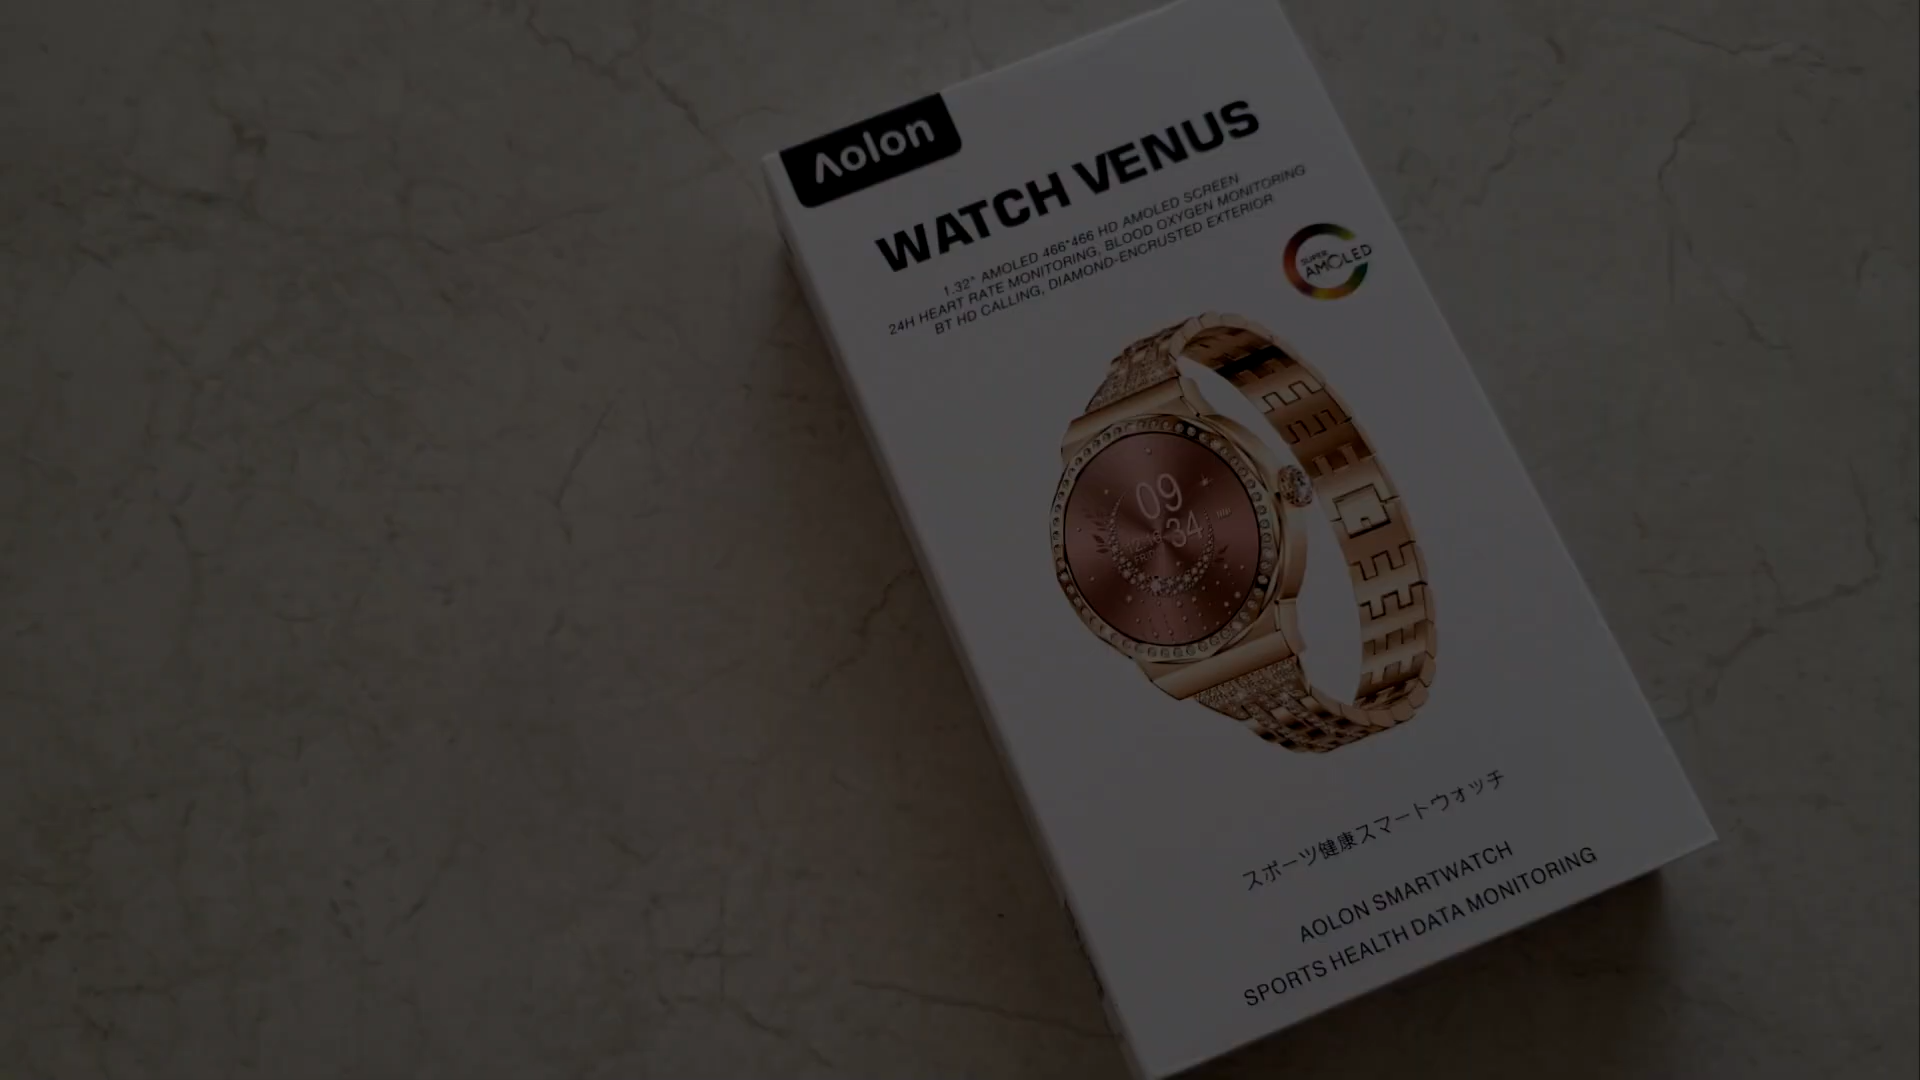 Aolon
WATCH VENUS
1.32" AMOLED 466*466 HD AMOLED SCREEN
24H HEART RATE MONITORING, BLOOD OXYGEN MONITORING
BT HD CALLING, DIAMOND-ENCRUSTED EXTERIOR
SUPER
AMOLED
09
34
スポーツ健康スマートウォッチ
AOLON SMARTWATCH
SPORTS HEALTH DATA MONITORING